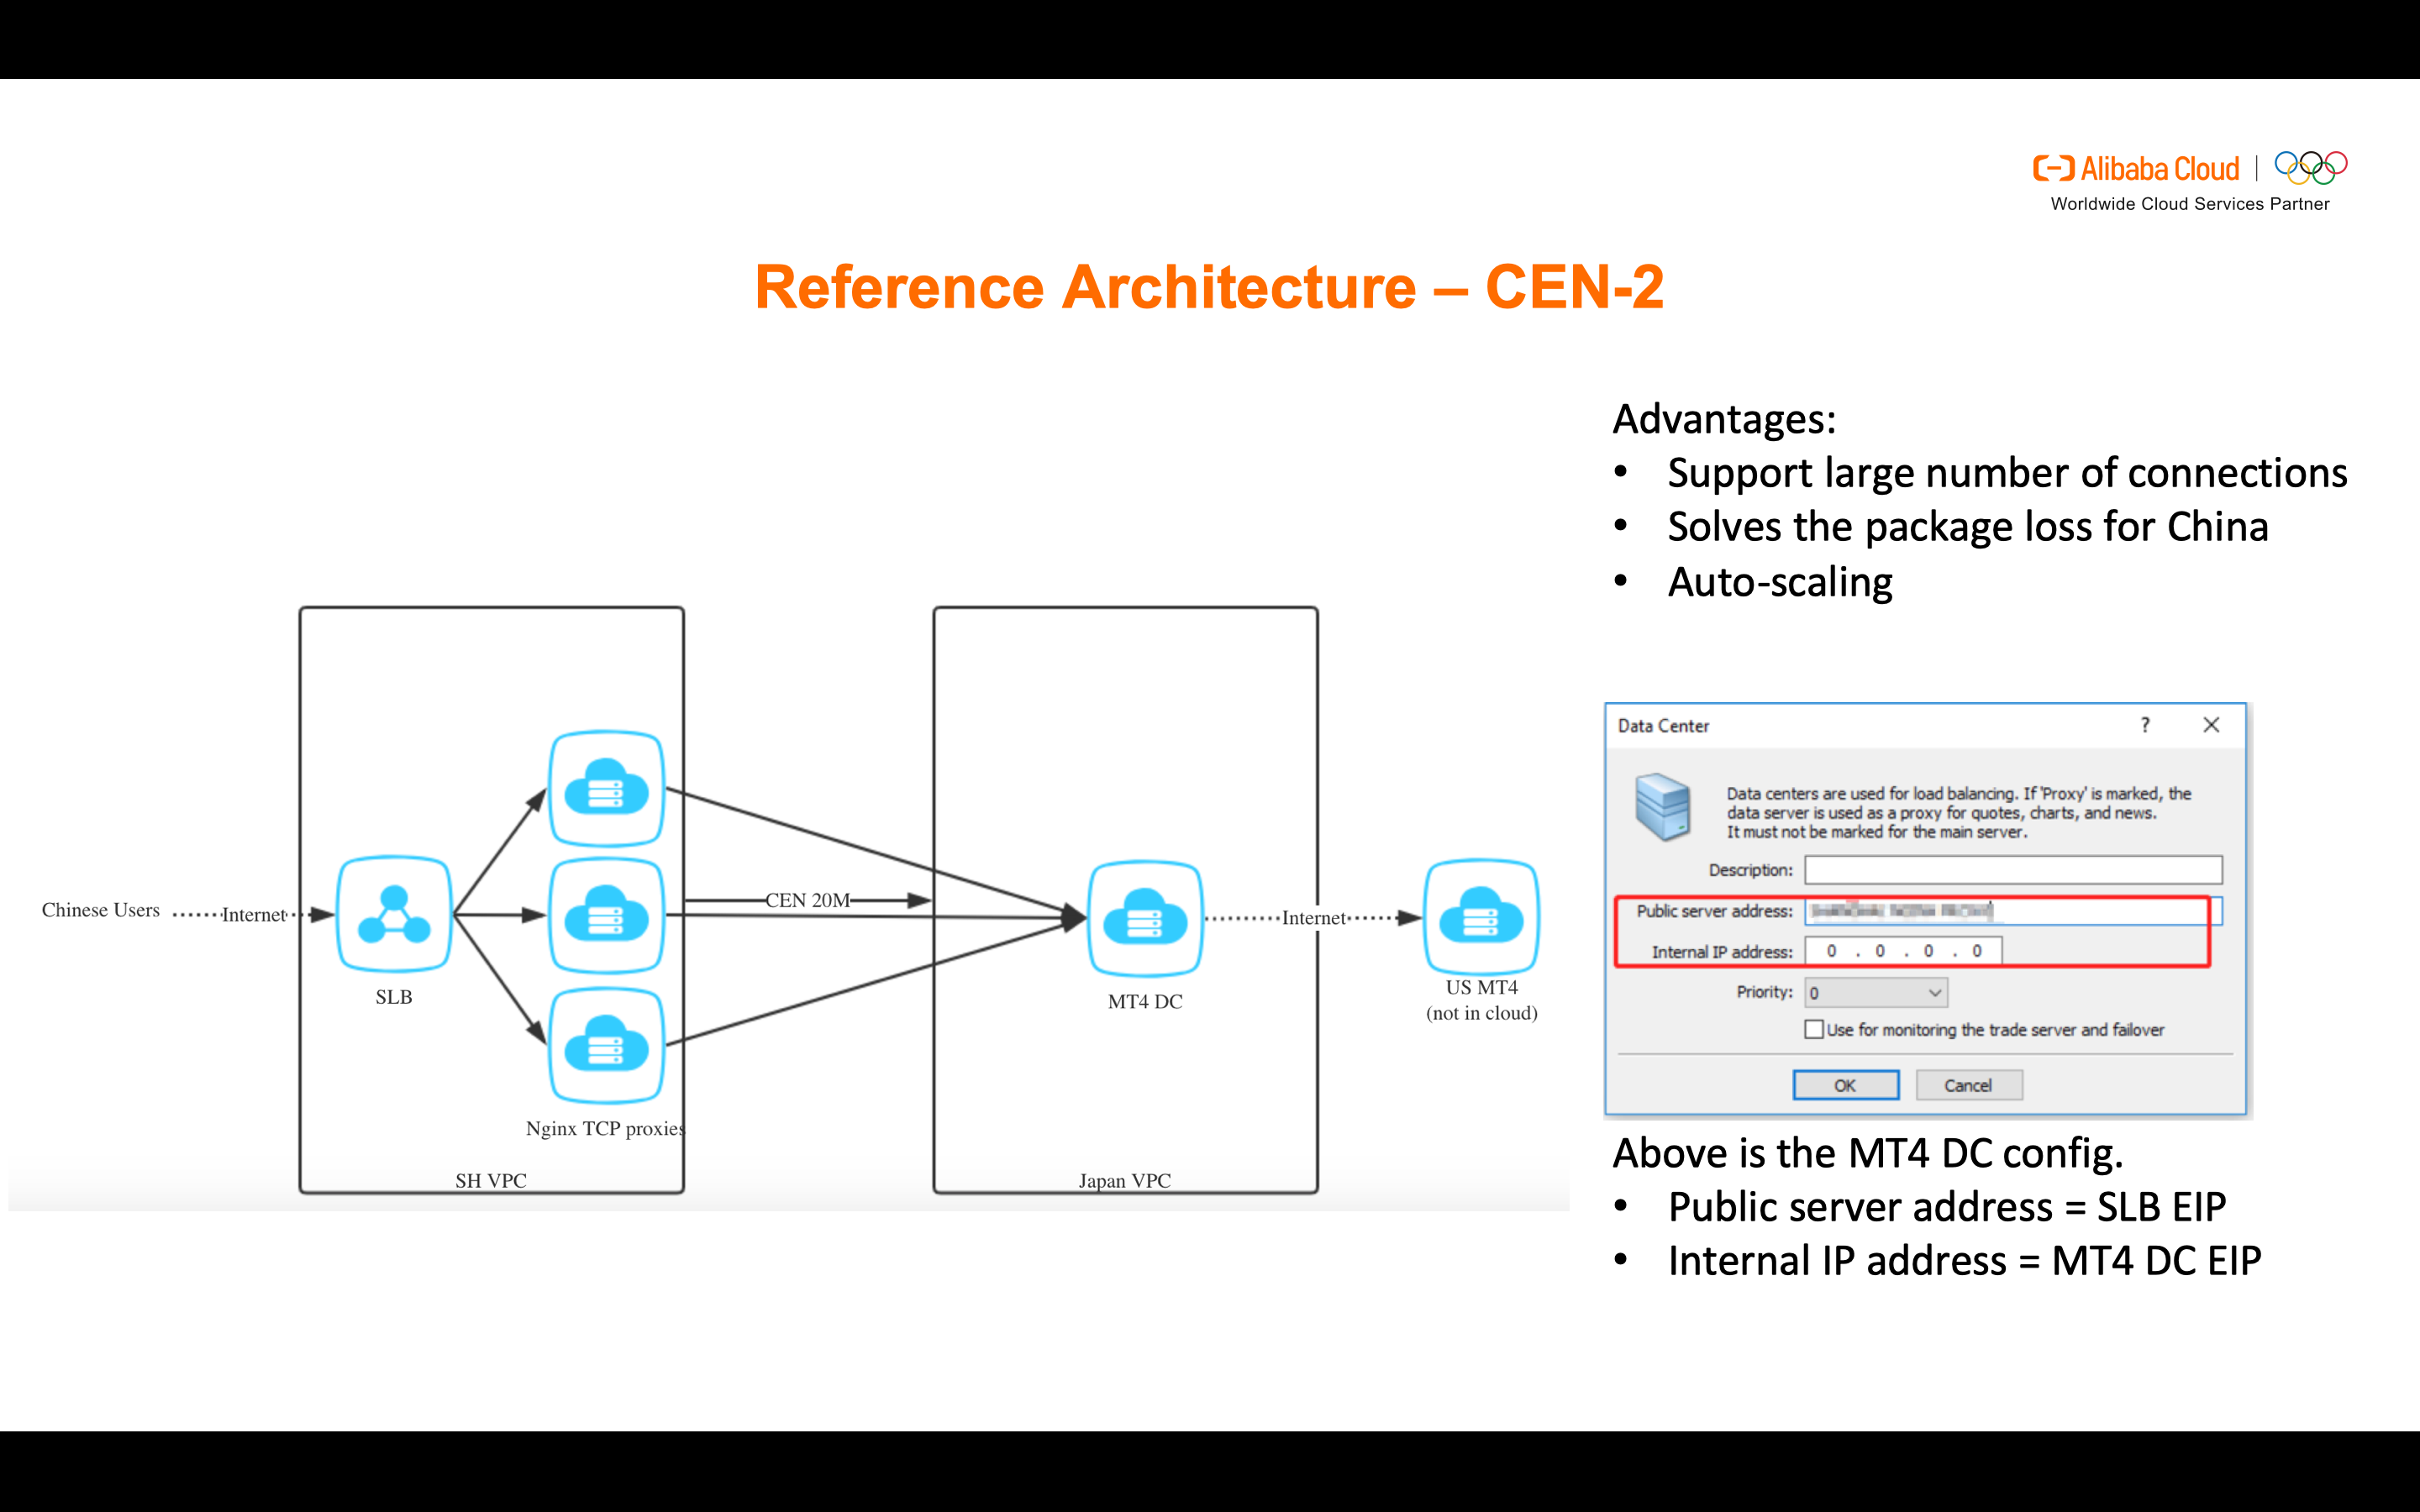 Alibaba Cloud
Worldwide Cloud Services Partner
Reference Architecture – CEN-2
Advantages:
• Support large number of connections
• Solves the package loss for China
• Auto-scaling
Chinese Users
Internet
SLB
Nginx TCP proxies
SH VPC
CEN 20M
MT4 DC
Japan VPC
Internet
US MT4
(not in cloud)
Data Center ? X
Data centers are used for load balancing. If 'Proxy' is marked, the
data server is used as a proxy for quotes, charts, and news.
It must not be marked for the main server.
Description:
Public server address:
Internal IP address: 0 . 0 . 0 . 0
Priority: 0
Use for monitoring the trade server and failover
OK Cancel
Above is the MT4 DC config.
• Public server address = SLB EIP
• Internal IP address = MT4 DC EIP